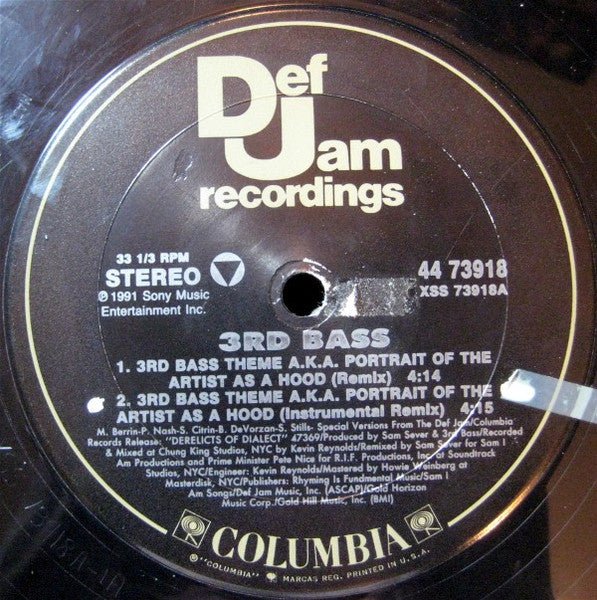 Def
Jam
recordings
33 1/3 RPM
STEREO
℗ 1991 Sony Music
Entertainment Inc.
44 73918
XSS 73918A
3RD BASS
1. 3RD BASS THEME A.K.A. PORTRAIT OF THE
ARTIST AS A HOOD (Remix) 4:14
2. 3RD BASS THEME A.K.A. PORTRAIT OF THE
ARTIST AS A HOOD (Instrumental Remix) 4:15
M. Berrin-P. Nash-S. Citrin-B. DeVorzan-S. Stills- Special Versions From The Def Jam/Columbia
Records Release: "DERELICTS OF DIALECT" 47369/Produced by Sam Sever & 3rd Bass/Recorded
& Mixed at Chung King Studios, NYC by Kevin Reynolds/Remixed by Sam Sever for Sam I
Am Productions and Prime Minister Pete Nice for R.I.F. Productions, Inc. at Soundtrack
Studios, NYC/Engineer: Kevin Reynolds/Mastered by Howie Weinberg at
Masterdisk, NYC/Publishers: Rhyming Is Fundmental Music/Sam I
Am Songs/Def Jam Music, Inc. (ASCAP)/Gold Horizon
Music Corp./Gold Hill Music, Inc. (BMI)
COLUMBIA
® "COLUMBIA" MARCAS REG. PRINTED IN U.S.A.